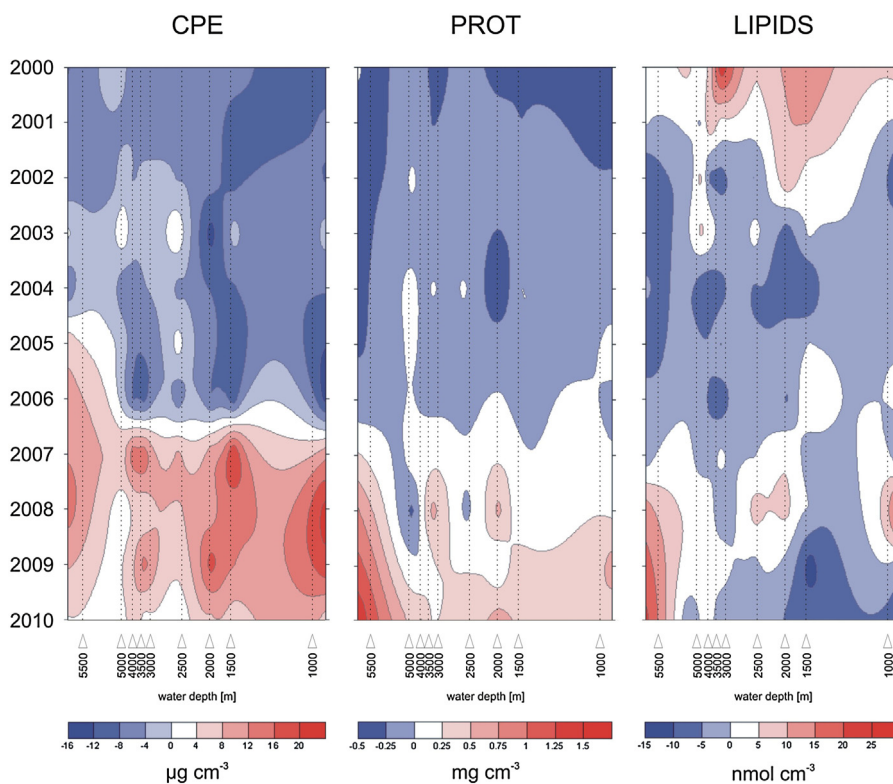 CPE PROT LIPIDS
2000
2001
2002
2003
2004
2005
2006
2007
2008
2009
2010
5500 5000 4000 3500 3000 2500 2000 1500 1000 5500 5000 4000 3500 3000 2500 2000 1500 1000 5500 5000 4000 3500 3000 2500 2000 1500 1000
water depth [m] water depth [m] water depth [m]
-16 -12 -8 -4 0 4 8 12 16 20 -0.5 -0.25 0 0.25 0.5 0.75 1 1.25 1.5 -15 -10 -5 0 5 10 15 20 25
µg cm-3 mg cm-3 nmol cm-3